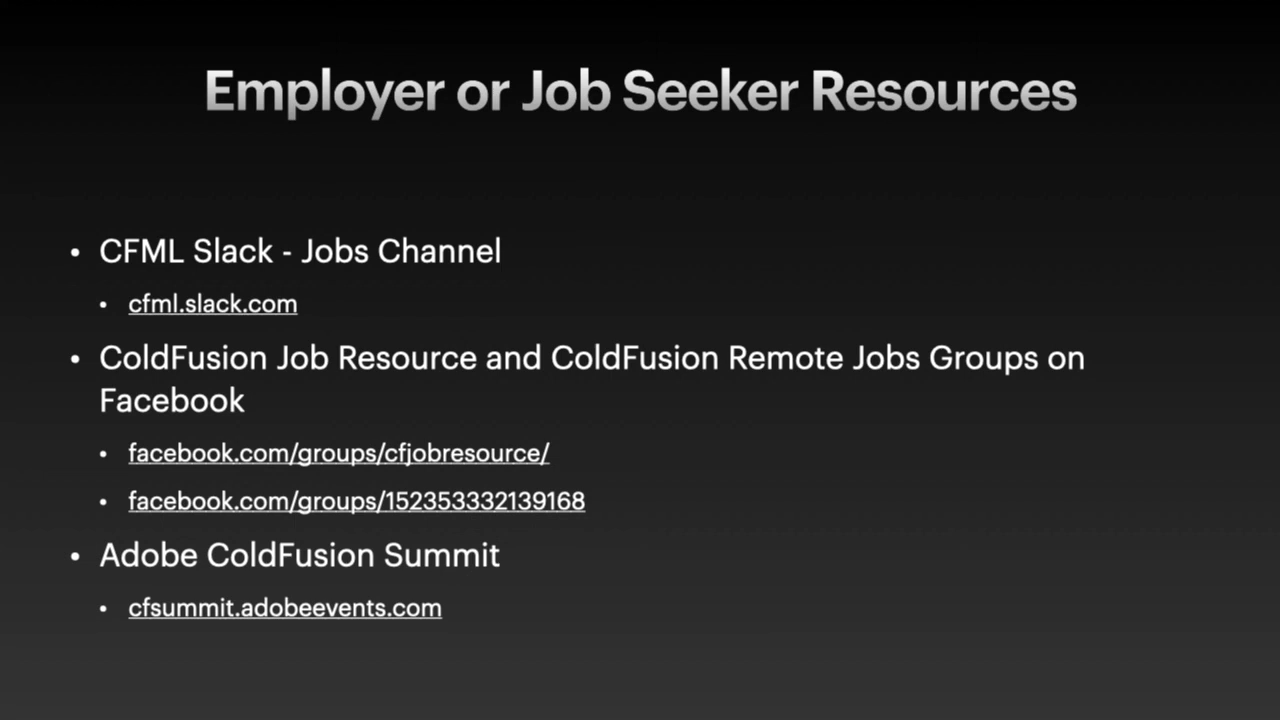 Employer or Job Seeker Resources
• CFML Slack - Jobs Channel
• cfml.slack.com
• ColdFusion Job Resource and ColdFusion Remote Jobs Groups on
Facebook
• facebook.com/groups/cfjobresource/
• facebook.com/groups/152353332139168
• Adobe ColdFusion Summit
• cfsummit.adobeevents.com